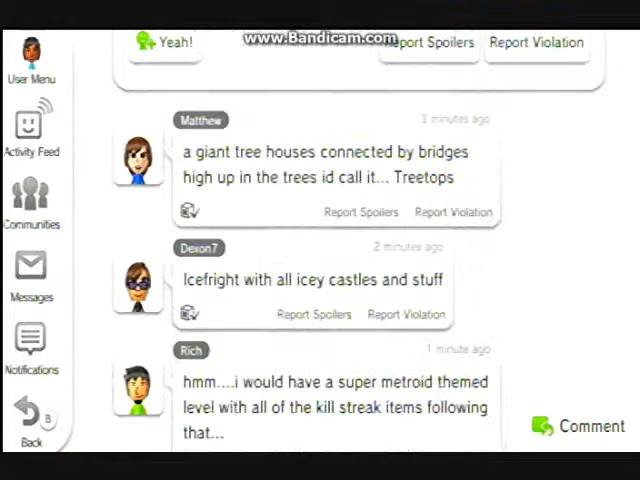 www.Bandicam.com
Yeah!
Report Spoilers
Report Violation
User Menu
Activity Feed
Communities
Messages
Notifications
B
Back
Matthew
3 minutes ago
a giant tree houses connected by bridges
high up in the trees id call it... Treetops
Report Spoilers
Report Violation
Dexon7
2 minutes ago
Icefright with all icey castles and stuff
Report Spoilers
Report Violation
Rich
1 minute ago
hmm....i would have a super metroid themed
level with all of the kill streak items following
that...
Comment